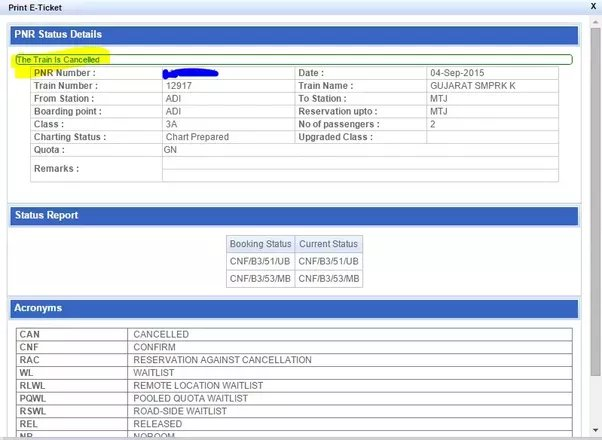 Print E-Ticket X
PNR Status Details
The Train Is Cancelled
PNR Number : Date : 04-Sep-2015
Train Number : 12917 Train Name : GUJARAT SMPRK K
From Station : ADI To Station : MTJ
Boarding point : ADI Reservation upto : MTJ
Class : 3A No of passengers : 2
Charting Status : Chart Prepared Upgraded Class :
Quota : GN
Remarks :
Status Report
Booking Status Current Status
CNF/B3/51/UB CNF/B3/51/UB
CNF/B3/53/MB CNF/B3/53/MB
Acronyms
CAN CANCELLED
CNF CONFIRM
RAC RESERVATION AGAINST CANCELLATION
WL WAITLIST
RLWL REMOTE LOCATION WAITLIST
PQWL POOLED QUOTA WAITLIST
RSWL ROAD-SIDE WAITLIST
REL RELEASED
NR NOROOM